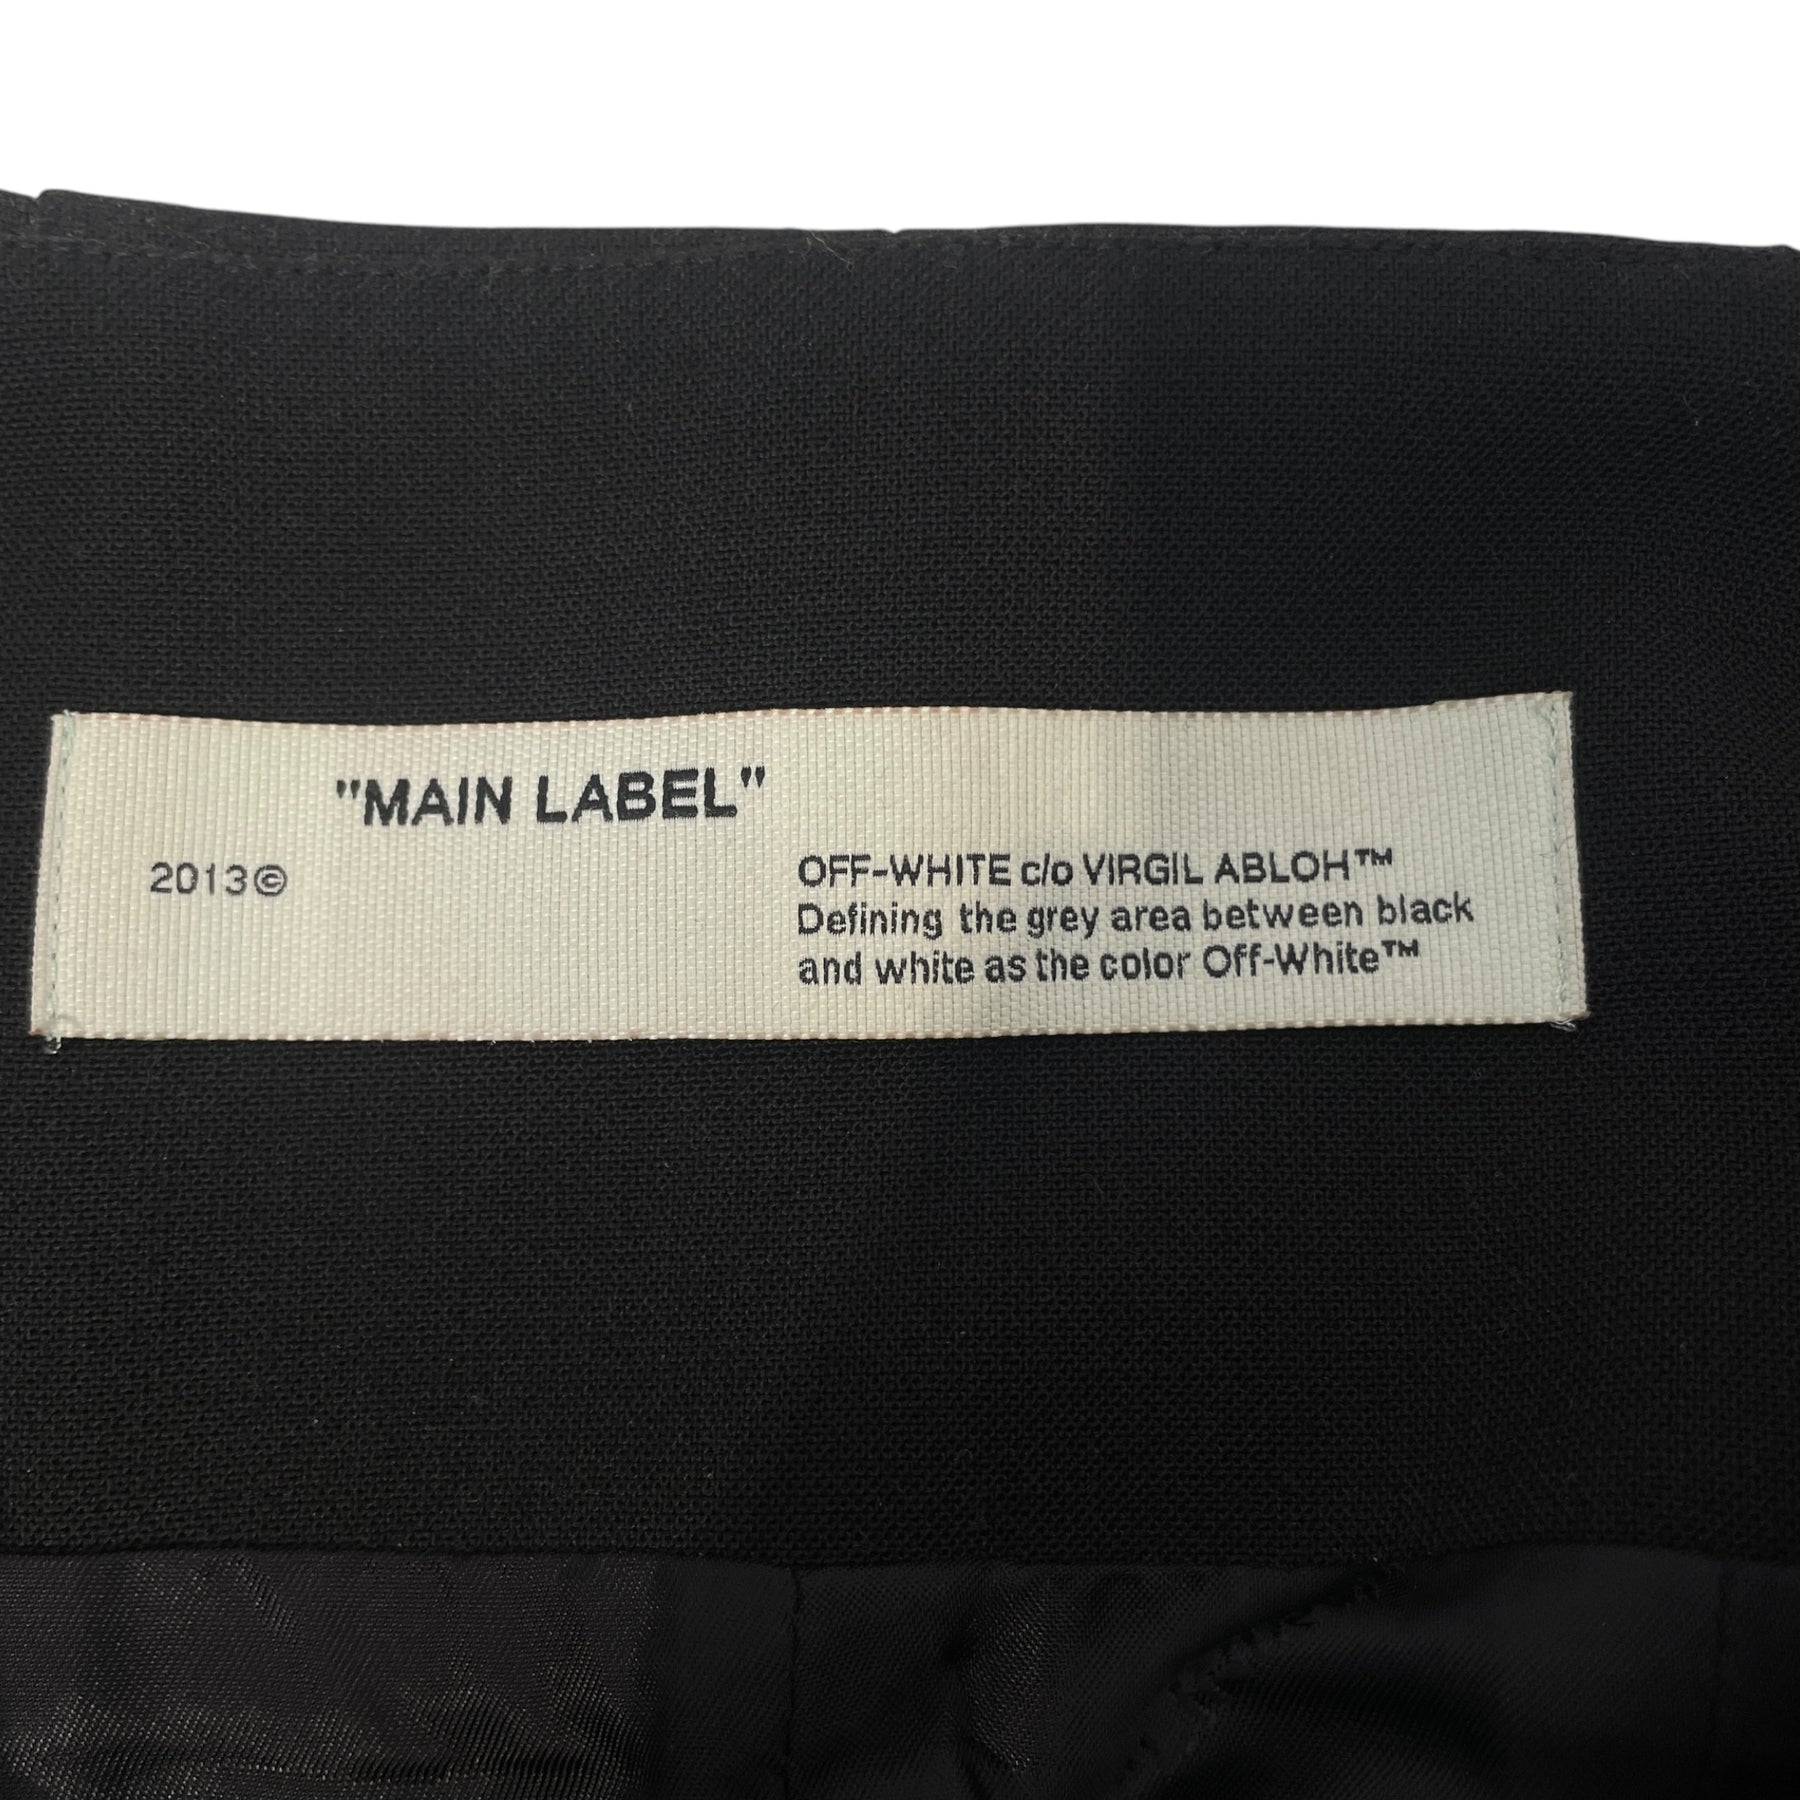 "MAIN LABEL"
2013©
OFF-WHITE c/o VIRGIL ABLOH™
Defining the grey area between black
and white as the color Off-White™